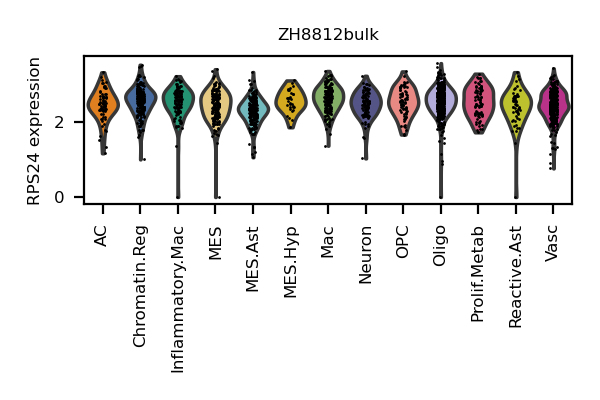 ZH8812bulk
RPS24 expression
2
0
AC
Chromatin.Reg
Inflammatory.Mac
MES
MES.Ast
MES.Hyp
Mac
Neuron
OPC
Oligo
Prolif.Metab
Reactive.Ast
Vasc